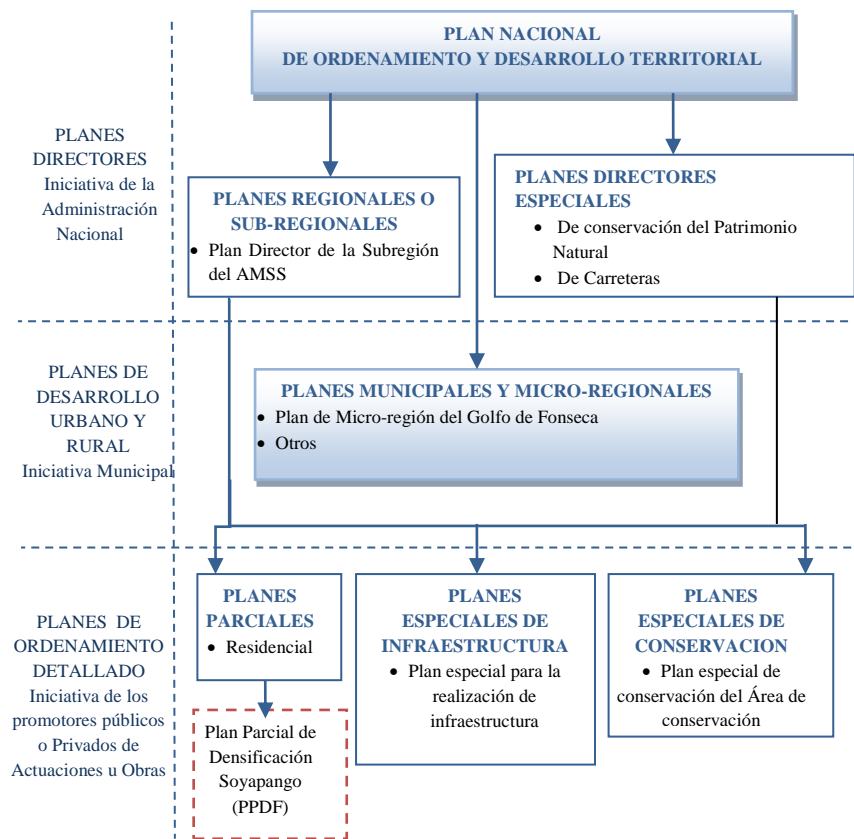 PLAN NACIONAL
DE ORDENAMIENTO Y DESARROLLO TERRITORIAL
PLANES
DIRECTORES
Iniciativa de la
Administración
Nacional
PLANES REGIONALES O
SUB-REGIONALES
• Plan Director de la Subregión
del AMSS
PLANES DIRECTORES
ESPECIALES
• De conservación del Patrimonio
Natural
• De Carreteras
PLANES DE
DESARROLLO
URBANO Y
RURAL
Iniciativa Municipal
PLANES MUNICIPALES Y MICRO-REGIONALES
• Plan de Micro-región del Golfo de Fonseca
• Otros
PLANES DE
ORDENAMIENTO
DETALLADO
Iniciativa de los
promotores públicos
o Privados de
Actuaciones u Obras
PLANES
PARCIALES
• Residencial
Plan Parcial de
Densificación
Soyapango
(PPDF)
PLANES
ESPECIALES DE
INFRAESTRUCTURA
• Plan especial para la
realización de
infraestructura
PLANES
ESPECIALES DE
CONSERVACION
• Plan especial de
conservación del Área de
conservación